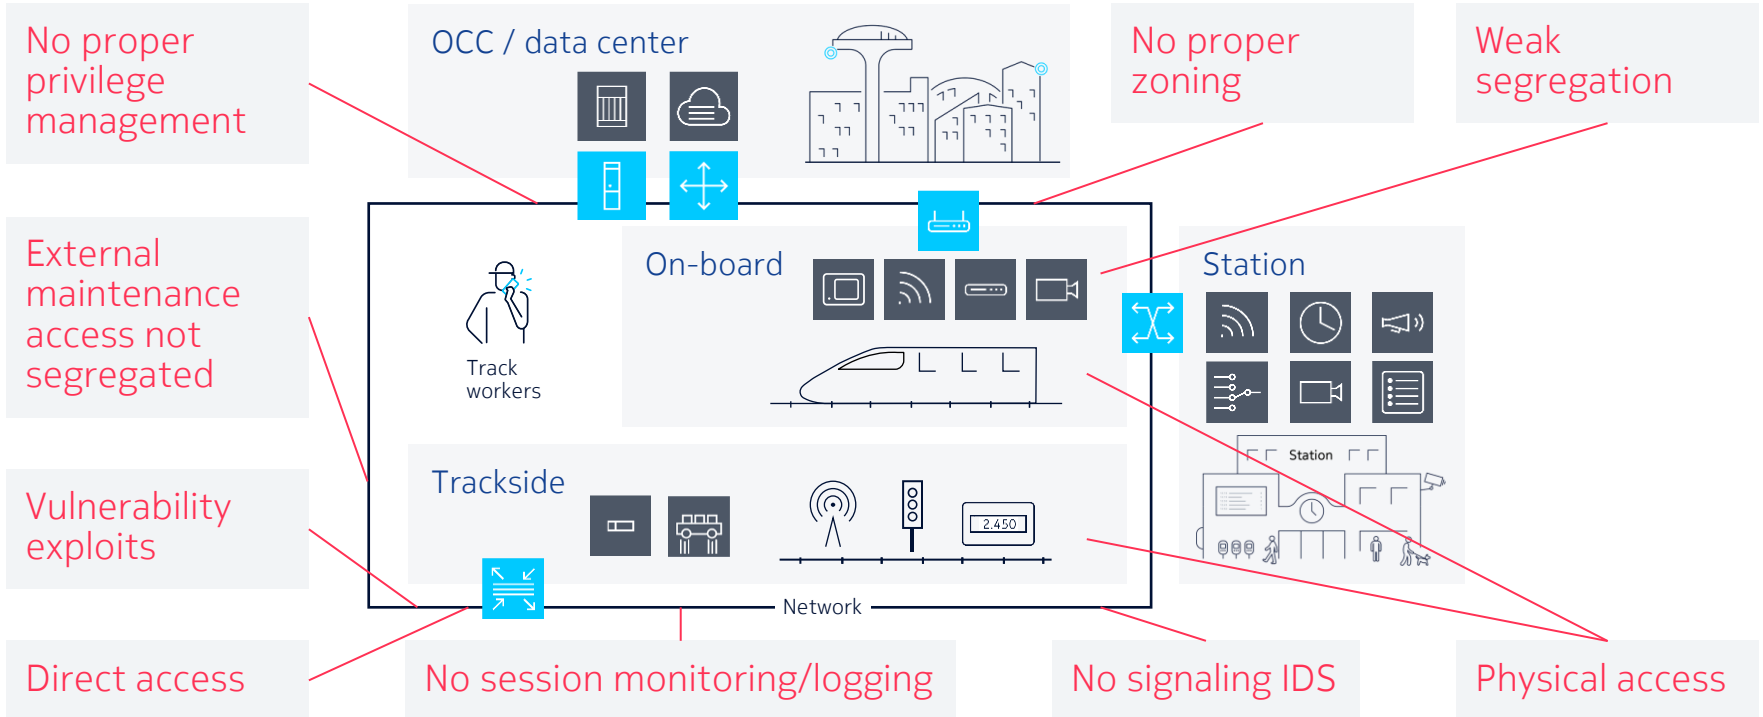 No proper
privilege
management
OCC / data center
No proper
zoning
Weak
segregation
External
maintenance
access not
segregated
On-board
Station
Track
workers
Station
Trackside
2.450
Vulnerability
exploits
Network
Direct access
No session monitoring/logging
No signaling IDS
Physical access